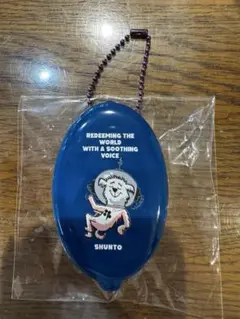 REDEEMING THE
WORLD
WITH A SOOTHING
VOICE
SHUNTO